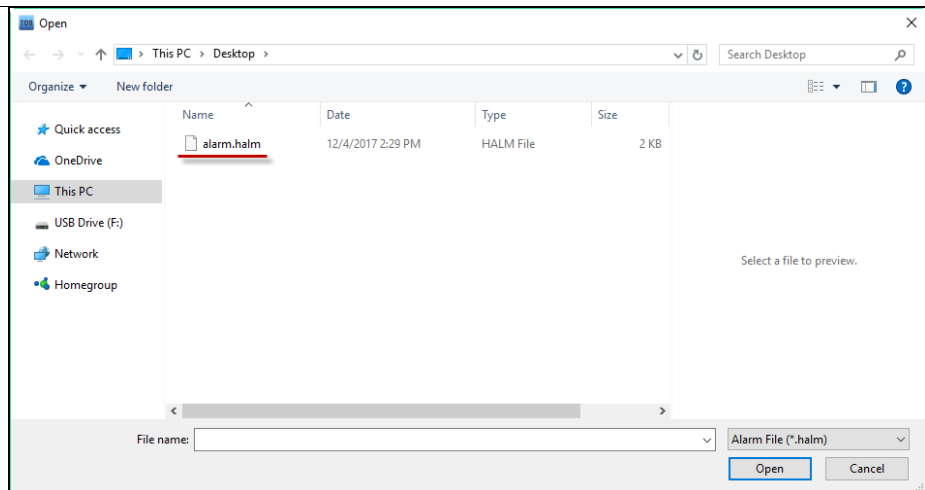 TDS Open
This PC > Desktop >
Search Desktop
Organize New folder
Name Date Type Size
Quick access
alarm.halm 12/4/2017 2:29 PM HALM File 2 KB
OneDrive
This PC
USB Drive (F:)
Network
Homegroup
Select a file to preview.
File name:
Alarm File (*.halm)
Open Cancel